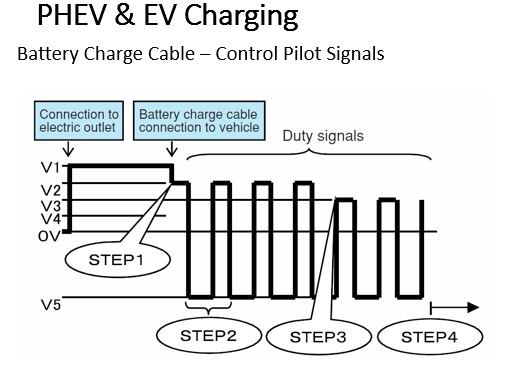 PHEV & EV Charging
Battery Charge Cable – Control Pilot Signals
Connection to
electric outlet
Battery charge cable
connection to vehicle
Duty signals
V1
V2
V3
V4
0V
STEP1
V5
STEP2
STEP3
STEP4